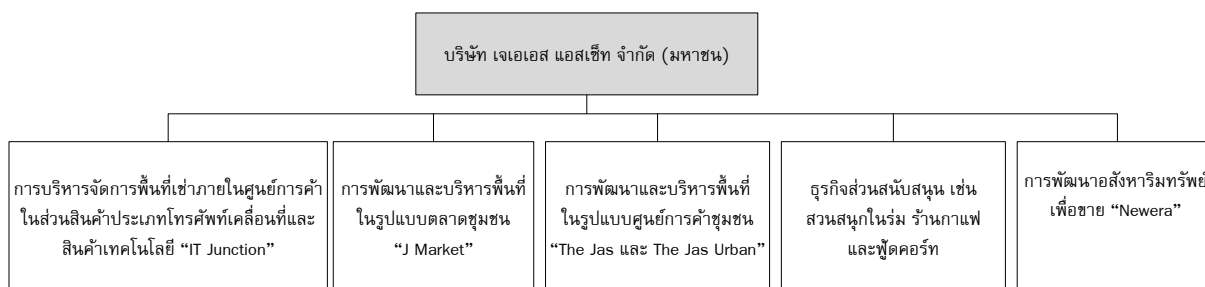 บริษัท เจเอเอส แอสเซ็ท จำกัด (มหาชน)
การบริหารจัดการพื้นที่เช่าภายในศูนย์การค้า
ในส่วนสินค้าประเภทโทรศัพท์เคลื่อนที่และ
สินค้าเทคโนโลยี “IT Junction”
การพัฒนาและบริหารพื้นที่
ในรูปแบบตลาดชุมชน
“J Market”
การพัฒนาและบริหารพื้นที่
ในรูปแบบศูนย์การค้าชุมชน
“The Jas และ The Jas Urban”
ธุรกิจส่วนสนับสนุน เช่น
สวนสนุกในร่ม ร้านกาแฟ
และฟู้ดคอร์ท
การพัฒนาอสังหาริมทรัพย์
เพื่อขาย “Newera”